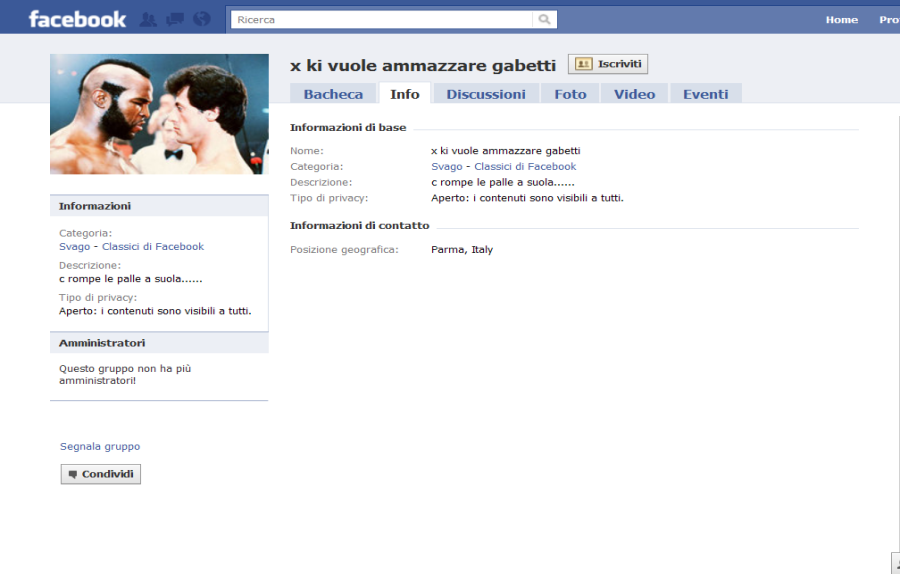 facebook
Ricerca
Home
x ki vuole ammazzare gabetti
Iscriviti
Bacheca
Info
Discussioni
Foto
Video
Eventi
Informazioni di base
Nome: x ki vuole ammazzare gabetti
Categoria: Svago - Classici di Facebook
Descrizione: c rompe le palle a suola......
Tipo di privacy: Aperto: i contenuti sono visibili a tutti.
Informazioni di contatto
Posizione geografica: Parma, Italy
Informazioni
Categoria:
Svago - Classici di Facebook
Descrizione:
c rompe le palle a suola......
Tipo di privacy:
Aperto: i contenuti sono visibili a tutti.
Amministratori
Questo gruppo non ha più
amministratori!
Segnala gruppo
Condividi